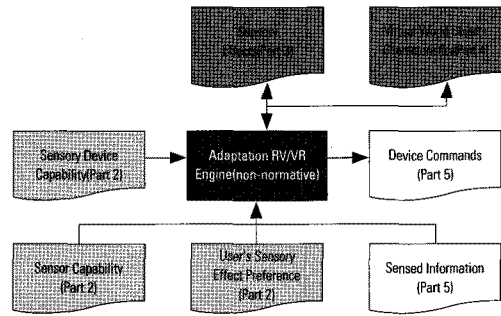 Sensory
Sensory Device
Capability(Part 2)
Adaptation RV/VR
Engine(non-normative)
Device Commands
(Part 5)
Sensor Capability
(Part 2)
User's Sensory
Effect Preference
(Part 2)
Sensed Information
(Part 5)